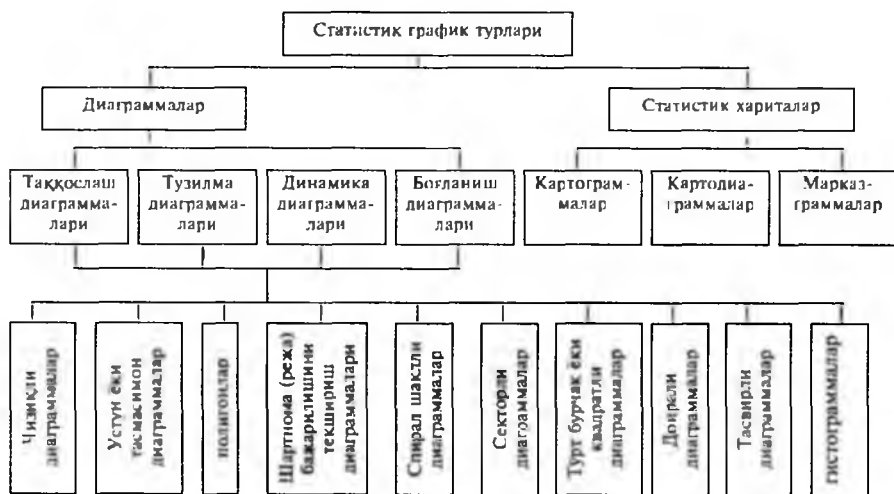 Статистик график турлари
Диаграммалар
Статистик хариталар
Таққослаш
диаграмма-
лари
Тузилма
диаграмма-
лари
Динамика
диаграмма-
лари
Боғланиш
диаграмма-
лари
Картограм-
малар
Картодиа-
граммалар
Марказ-
граммалар
Чизиқли
диаграммалар
Устун ёки
тасмасимон
диаграммалар
полигонлар
Шартнома (режа)
бажарилишини
текшириш
диаграммалари
Спирал шаклли
диаграммалар
Секторли
диаграммалар
Турт бурчак ёки
квадратли
диаграммалар
Доирали
диаграммалар
Тасвирли
диаграммалар
гистограммалар